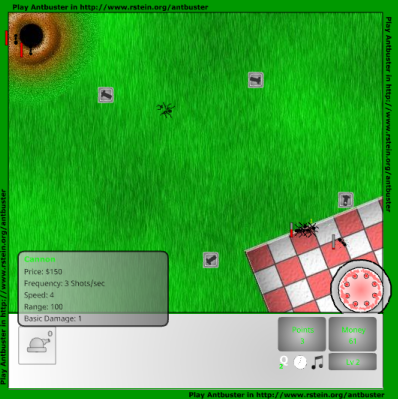 Play Antbuster in http://www.rstein.org/antbuster
Play Antbuster in http://www.rstein.org/antbuster
Play Antbuster in http://www.rstein.org/antbuster
Cannon
Price: $150
Frequency: 3 Shots/sec
Speed: 4
Range: 100
Basic Damage: 1
0
Points
Money
2
Play Antbuster in http://www.rstein.org/antbuster